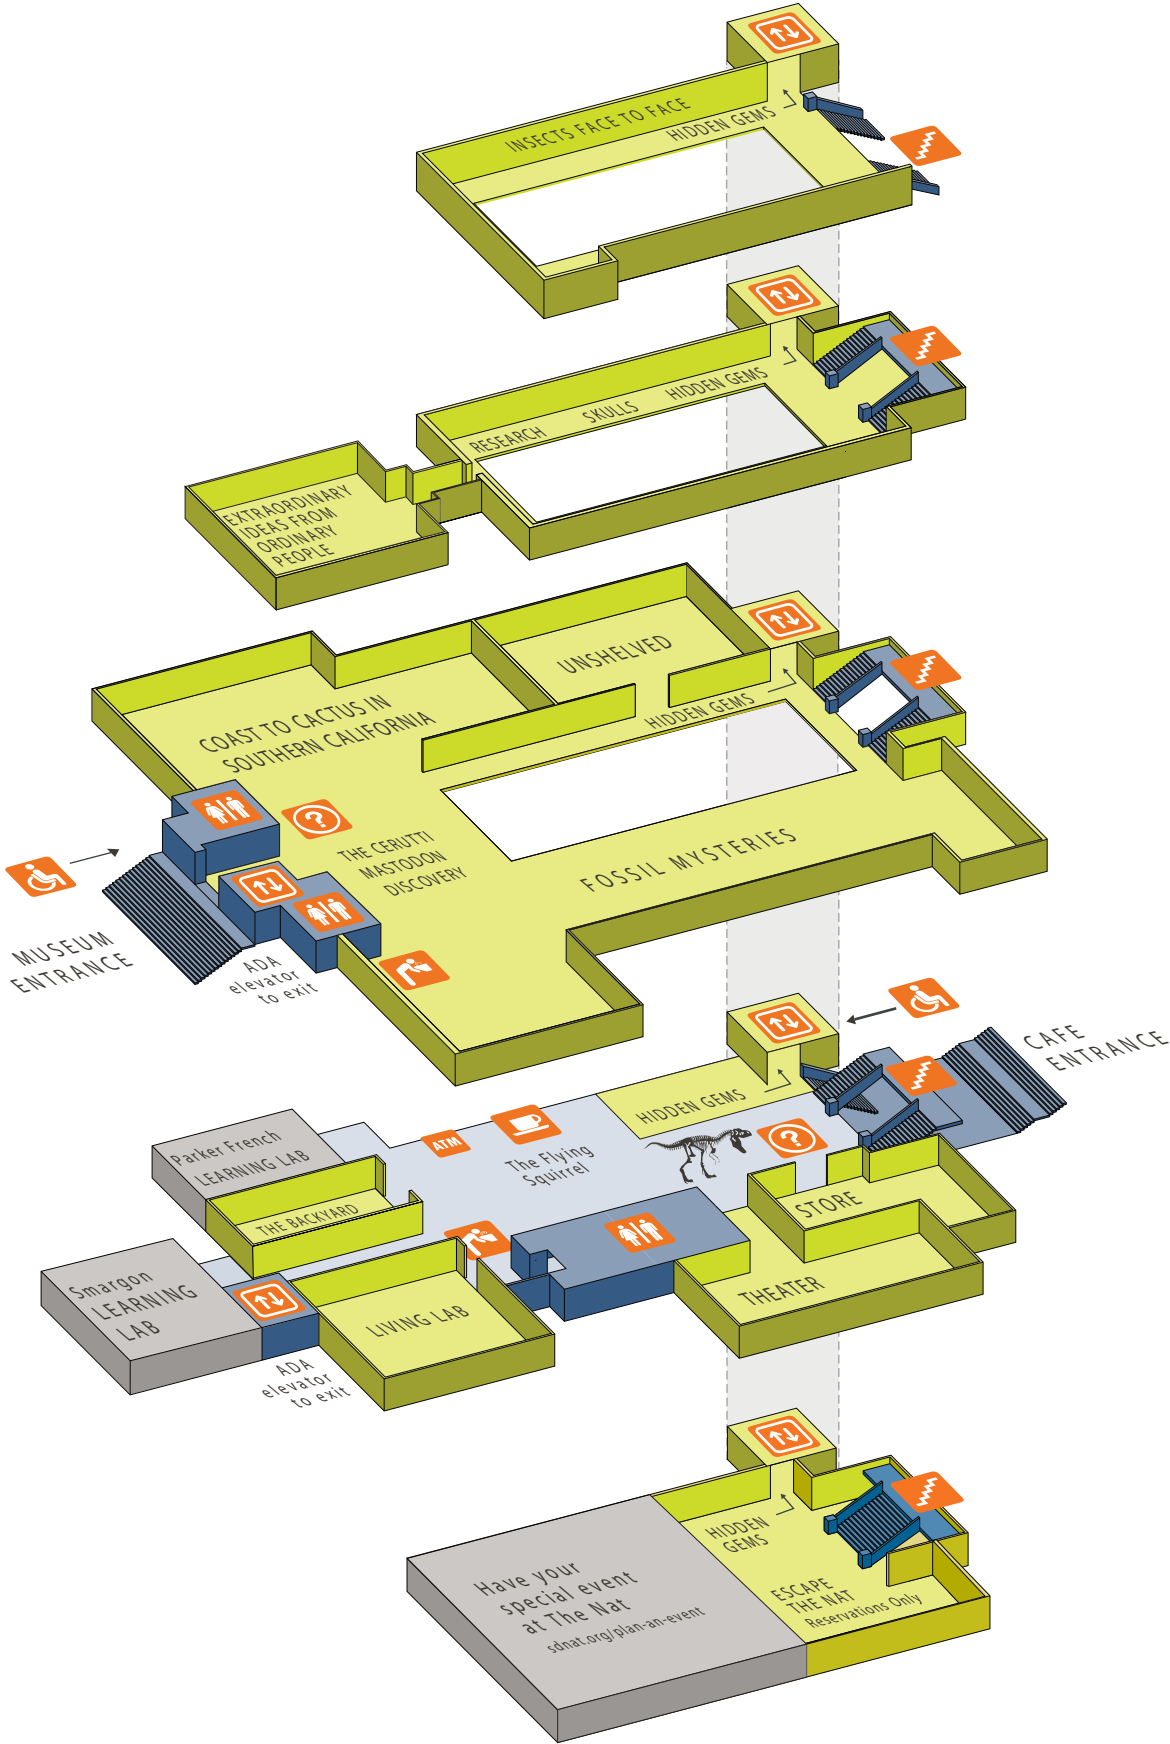 INSECTS FACE TO FACE
HIDDEN GEMS
RESEARCH
SKULLS
HIDDEN GEMS
EXTRAORDINARY
IDEAS FROM
ORDINARY
PEOPLE
UNSHELVED
COAST TO CACTUS IN
SOUTHERN CALIFORNIA
HIDDEN GEMS
?
THE CERUTTI
MASTODON
DISCOVERY
FOSSIL MYSTERIES
MUSEUM
ENTRANCE
ADA
elevator
to exit
CAFE
ENTRANCE
HIDDEN GEMS
ATM
?
Parker French
LEARNING LAB
The Flying
Squirrel
THE BACKYARD
STORE
Smargon
LEARNING
LAB
LIVING LAB
THEATER
ADA
elevator
to exit
HIDDEN
GEMS
Have your
special event
at The Nat
sdnat.org/plan-an-event
ESCAPE
THE NAT
Reservations Only